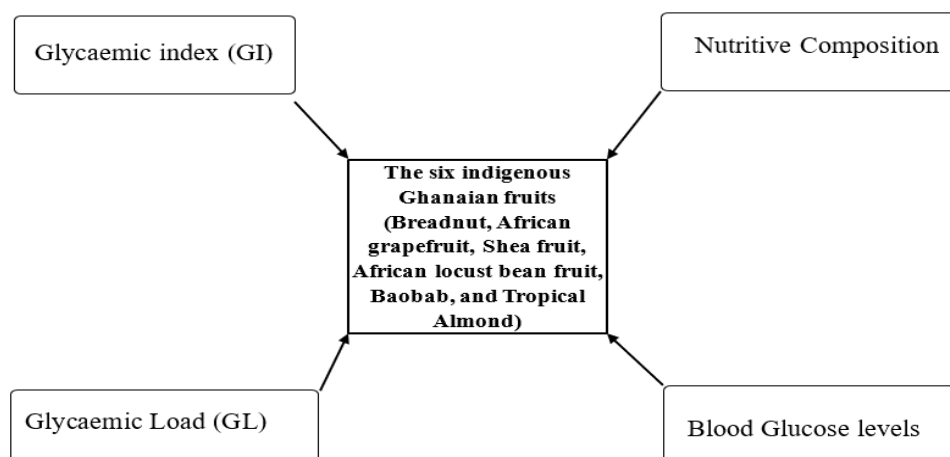 Glycaemic index (GI)
Nutritive Composition
The six indigenous
Ghanaian fruits
(Breadnut, African
grapefruit, Shea fruit,
African locust bean fruit,
Baobab, and Tropical
Almond)
Glycaemic Load (GL)
Blood Glucose levels